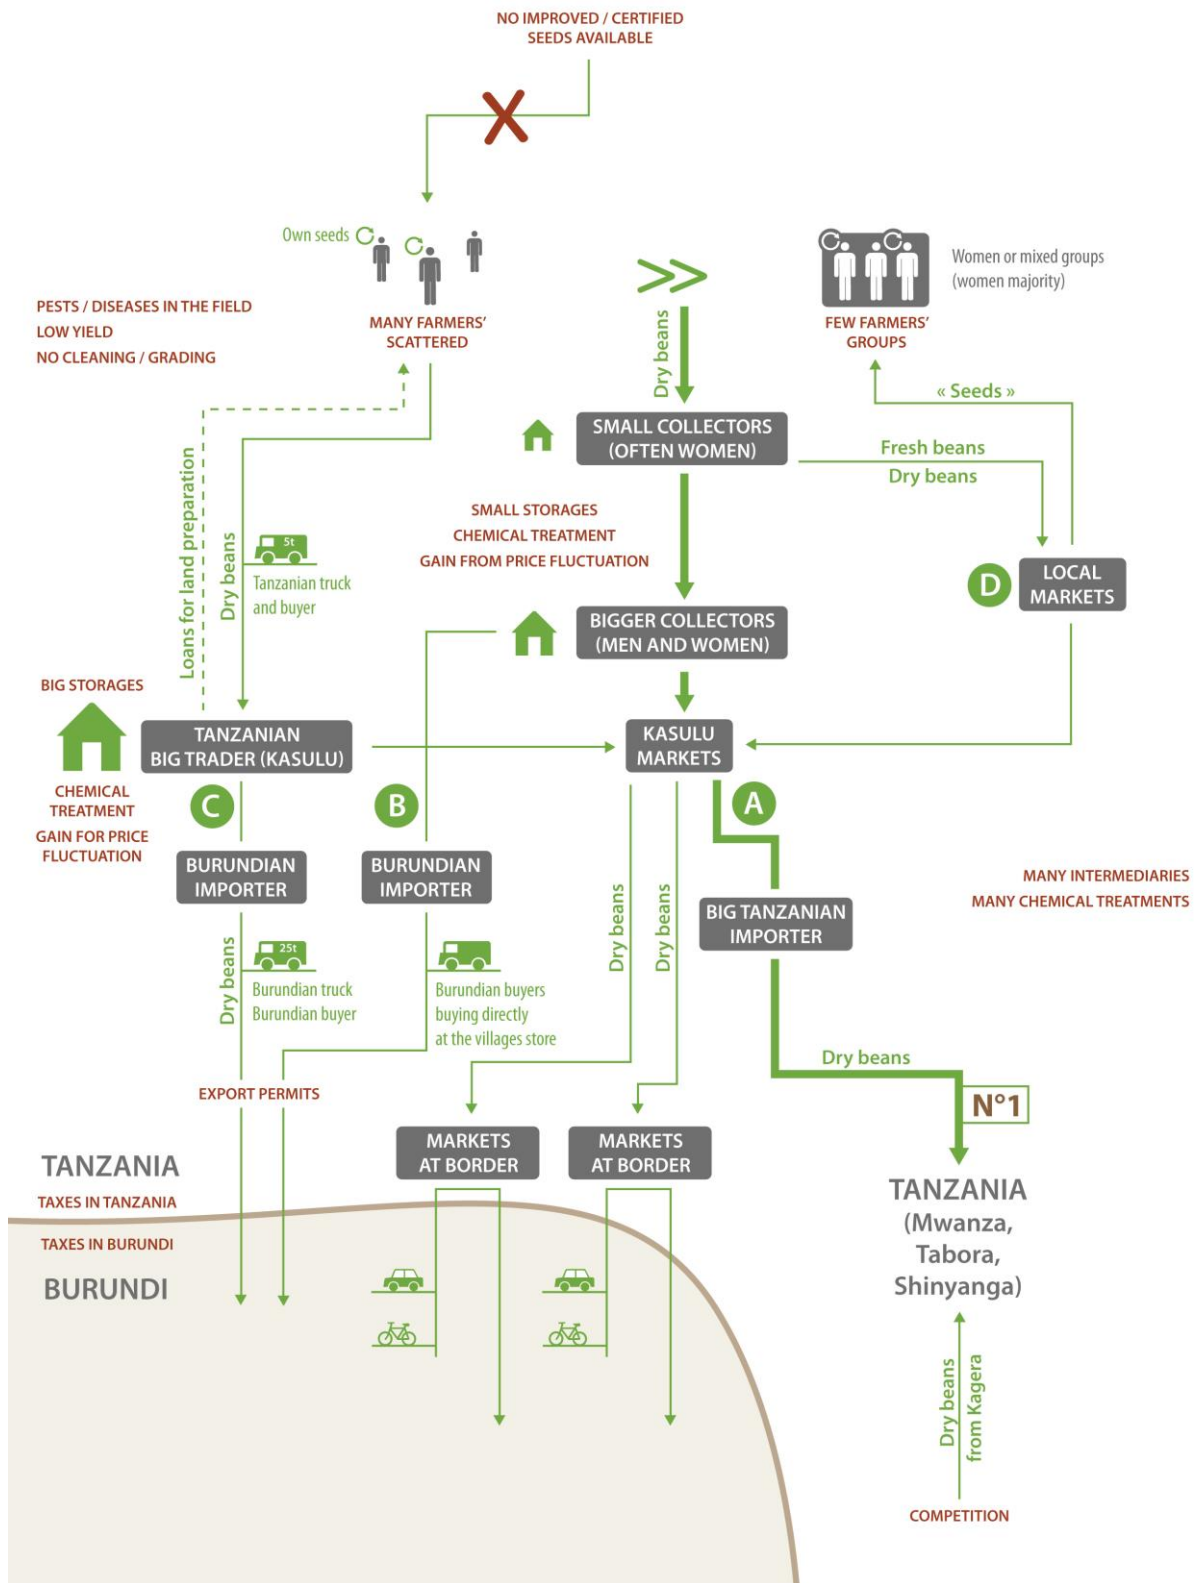 NO IMPROVED / CERTIFIED
SEEDS AVAILABLE
Own seeds
Women or mixed groups
(women majority)
PESTS / DISEASES IN THE FIELD
LOW YIELD
NO CLEANING / GRADING
MANY FARMERS'
SCATTERED
Dry beans
FEW FARMERS'
GROUPS
« Seeds »
SMALL COLLECTORS
(OFTEN WOMEN)
Fresh beans
Dry beans
Loans for land preparation
Dry beans
5t
Tanzanian truck
and buyer
SMALL STORAGES
CHEMICAL TREATMENT
GAIN FROM PRICE FLUCTUATION
D
LOCAL
MARKETS
BIGGER COLLECTORS
(MEN AND WOMEN)
BIG STORAGES
TANZANIAN
BIG TRADER (KASULU)
KASULU
MARKETS
CHEMICAL
TREATMENT
GAIN FOR PRICE
FLUCTUATION
C
B
A
BURUNDIAN
IMPORTER
BURUNDIAN
IMPORTER
MANY INTERMEDIARIES
MANY CHEMICAL TREATMENTS
BIG TANZANIAN
IMPORTER
Dry beans
Dry beans
Dry beans
25t
Burundian truck
Burundian buyer
Burundian buyers
buying directly
at the villages store
Dry beans
EXPORT PERMITS
N°1
MARKETS
AT BORDER
MARKETS
AT BORDER
TANZANIA
TAXES IN TANZANIA
TAXES IN BURUNDI
BURUNDI
TANZANIA
(Mwanza,
Tabora,
Shinyanga)
Dry beans
from Kagera
COMPETITION